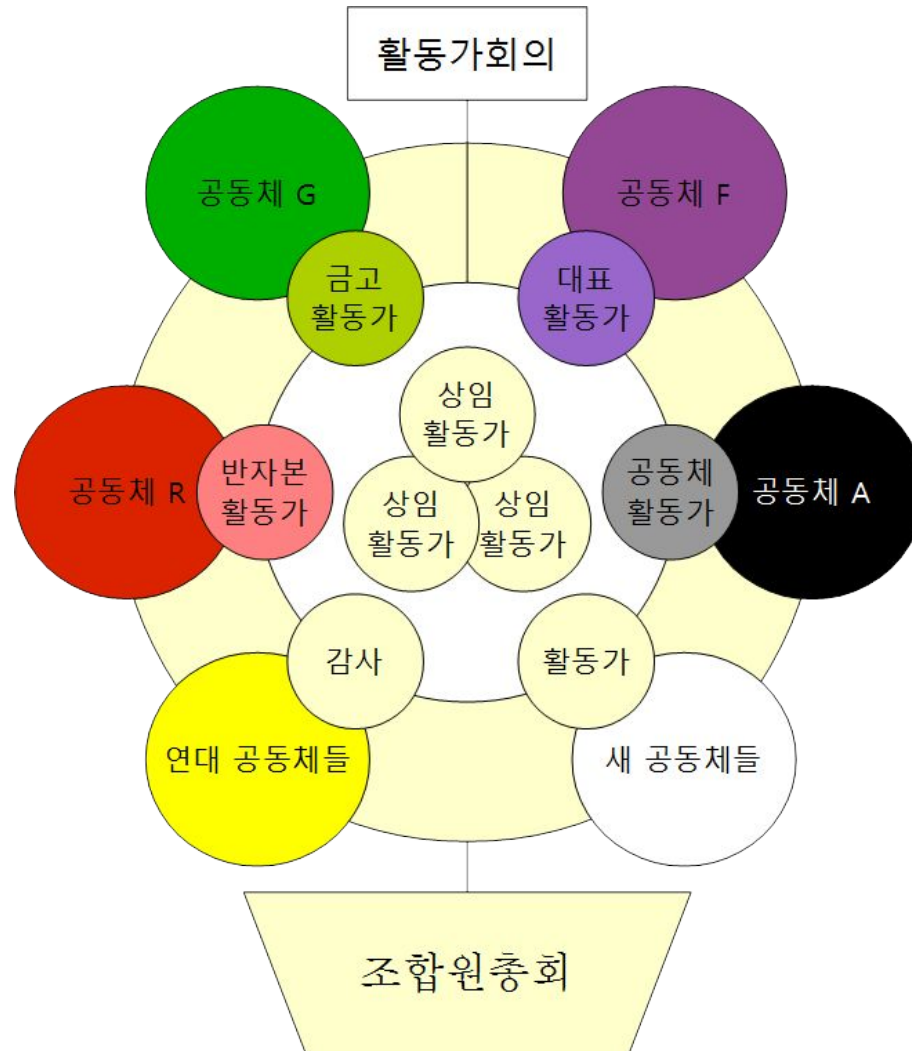 활동가회의
공동체 G
공동체 F
금고
활동가
대표
활동가
상임
활동가
공동체 R
반자본
활동가
상임
활동가
상임
활동가
공동체
활동가
공동체 A
감사
활동가
연대 공동체들
새 공동체들
조합원총회